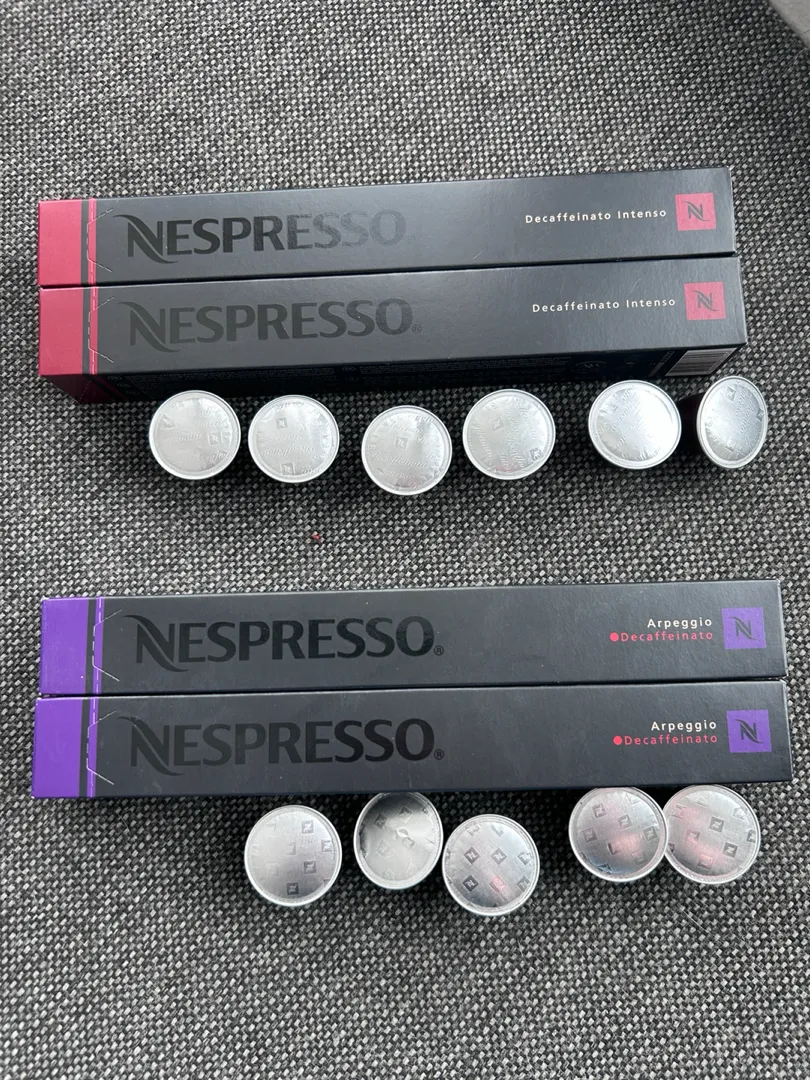 NESPRESSO
Decaffeinato Intenso
NESPRESSO®
Decaffeinato Intenso
NESPRESSO®
Arpeggio
Decaffeinato
NESPRESSO®
Arpeggio
Decaffeinato